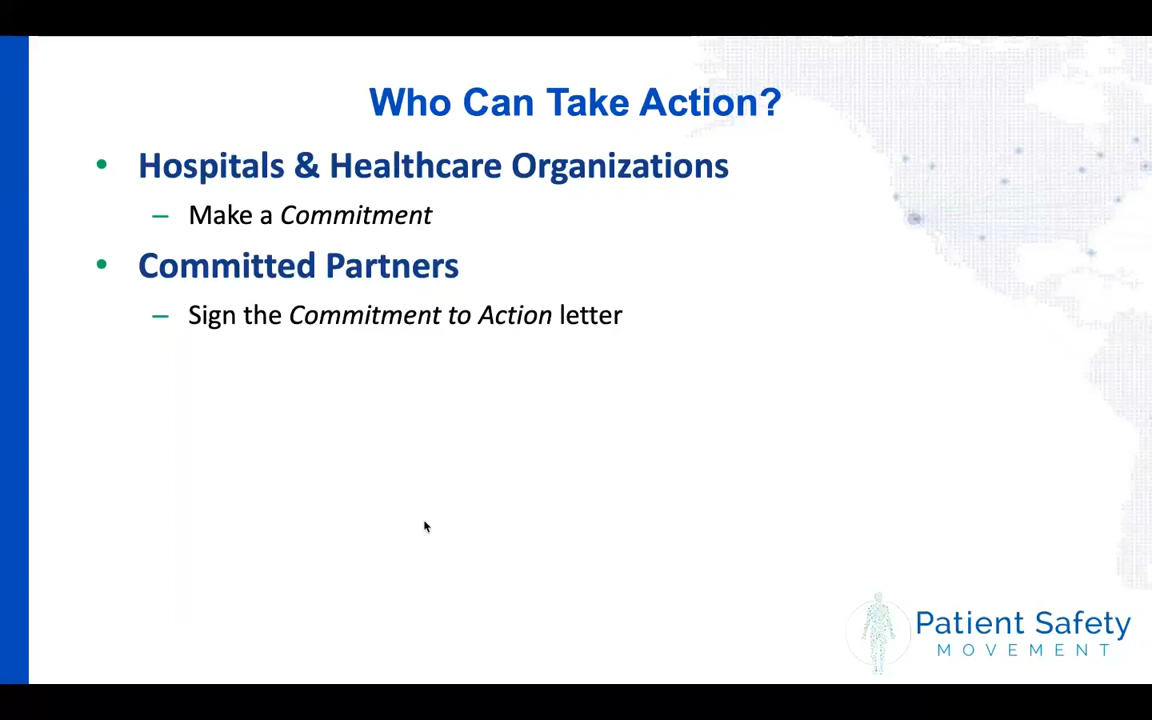 Who Can Take Action?
• Hospitals & Healthcare Organizations
– Make a Commitment
• Committed Partners
– Sign the Commitment to Action letter
Patient Safety
MOVEMENT